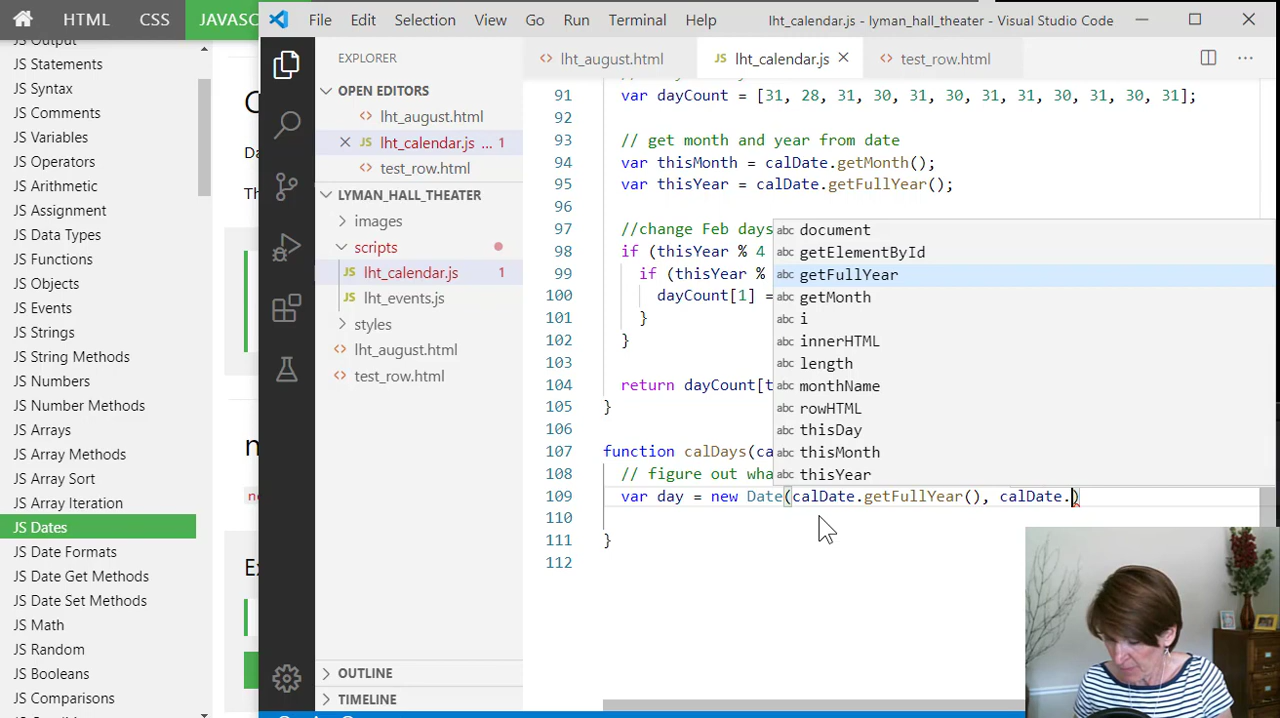 HTML
CSS
JAVASC
JS Output
JS Statements
JS Syntax
JS Comments
JS Variables
JS Operators
JS Arithmetic
JS Assignment
JS Data Types
JS Functions
JS Objects
JS Events
JS Strings
JS String Methods
JS Numbers
JS Number Methods
JS Arrays
JS Array Methods
JS Array Sort
JS Array Iteration
JS Dates
JS Date Formats
JS Date Get Methods
JS Date Set Methods
JS Math
JS Random
JS Booleans
JS Comparisons
C
Da
Th
n
ne
Ex
File Edit Selection View Go Run Terminal Help lht_calendar.js - lyman_hall_theater - Visual Studio Code
EXPLORER
OPEN EDITORS
<> lht_august.html
JS lht_calendar.js ... 1
<> test_row.html
LYMAN_HALL_THEATER
images
scripts
JS lht_calendar.js 1
JS lht_events.js
styles
<> lht_august.html
<> test_row.html
OUTLINE
TIMELINE
<> lht_august.html JS lht_calendar.js <> test_row.html
91 var dayCount = [31, 28, 31, 30, 31, 30, 31, 31, 30, 31, 30, 31];
92
93 // get month and year from date
94 var thisMonth = calDate.getMonth();
95 var thisYear = calDate.getFullYear();
96
97 //change Feb days
98 if (thisYear % 4
99 if (thisYear %
100 dayCount[1] =
101 }
102 }
103
104 return dayCount[t
105 }
106
107 function calDays(ca
108 // figure out wha
109 var day = new Date(calDate.getFullYear(), calDate.)
110
111 }
112
abc document
abc getElementById
abc getFullYear
abc getMonth
abc i
abc innerHTML
abc length
abc monthName
abc rowHTML
abc thisDay
abc thisMonth
abc thisYear